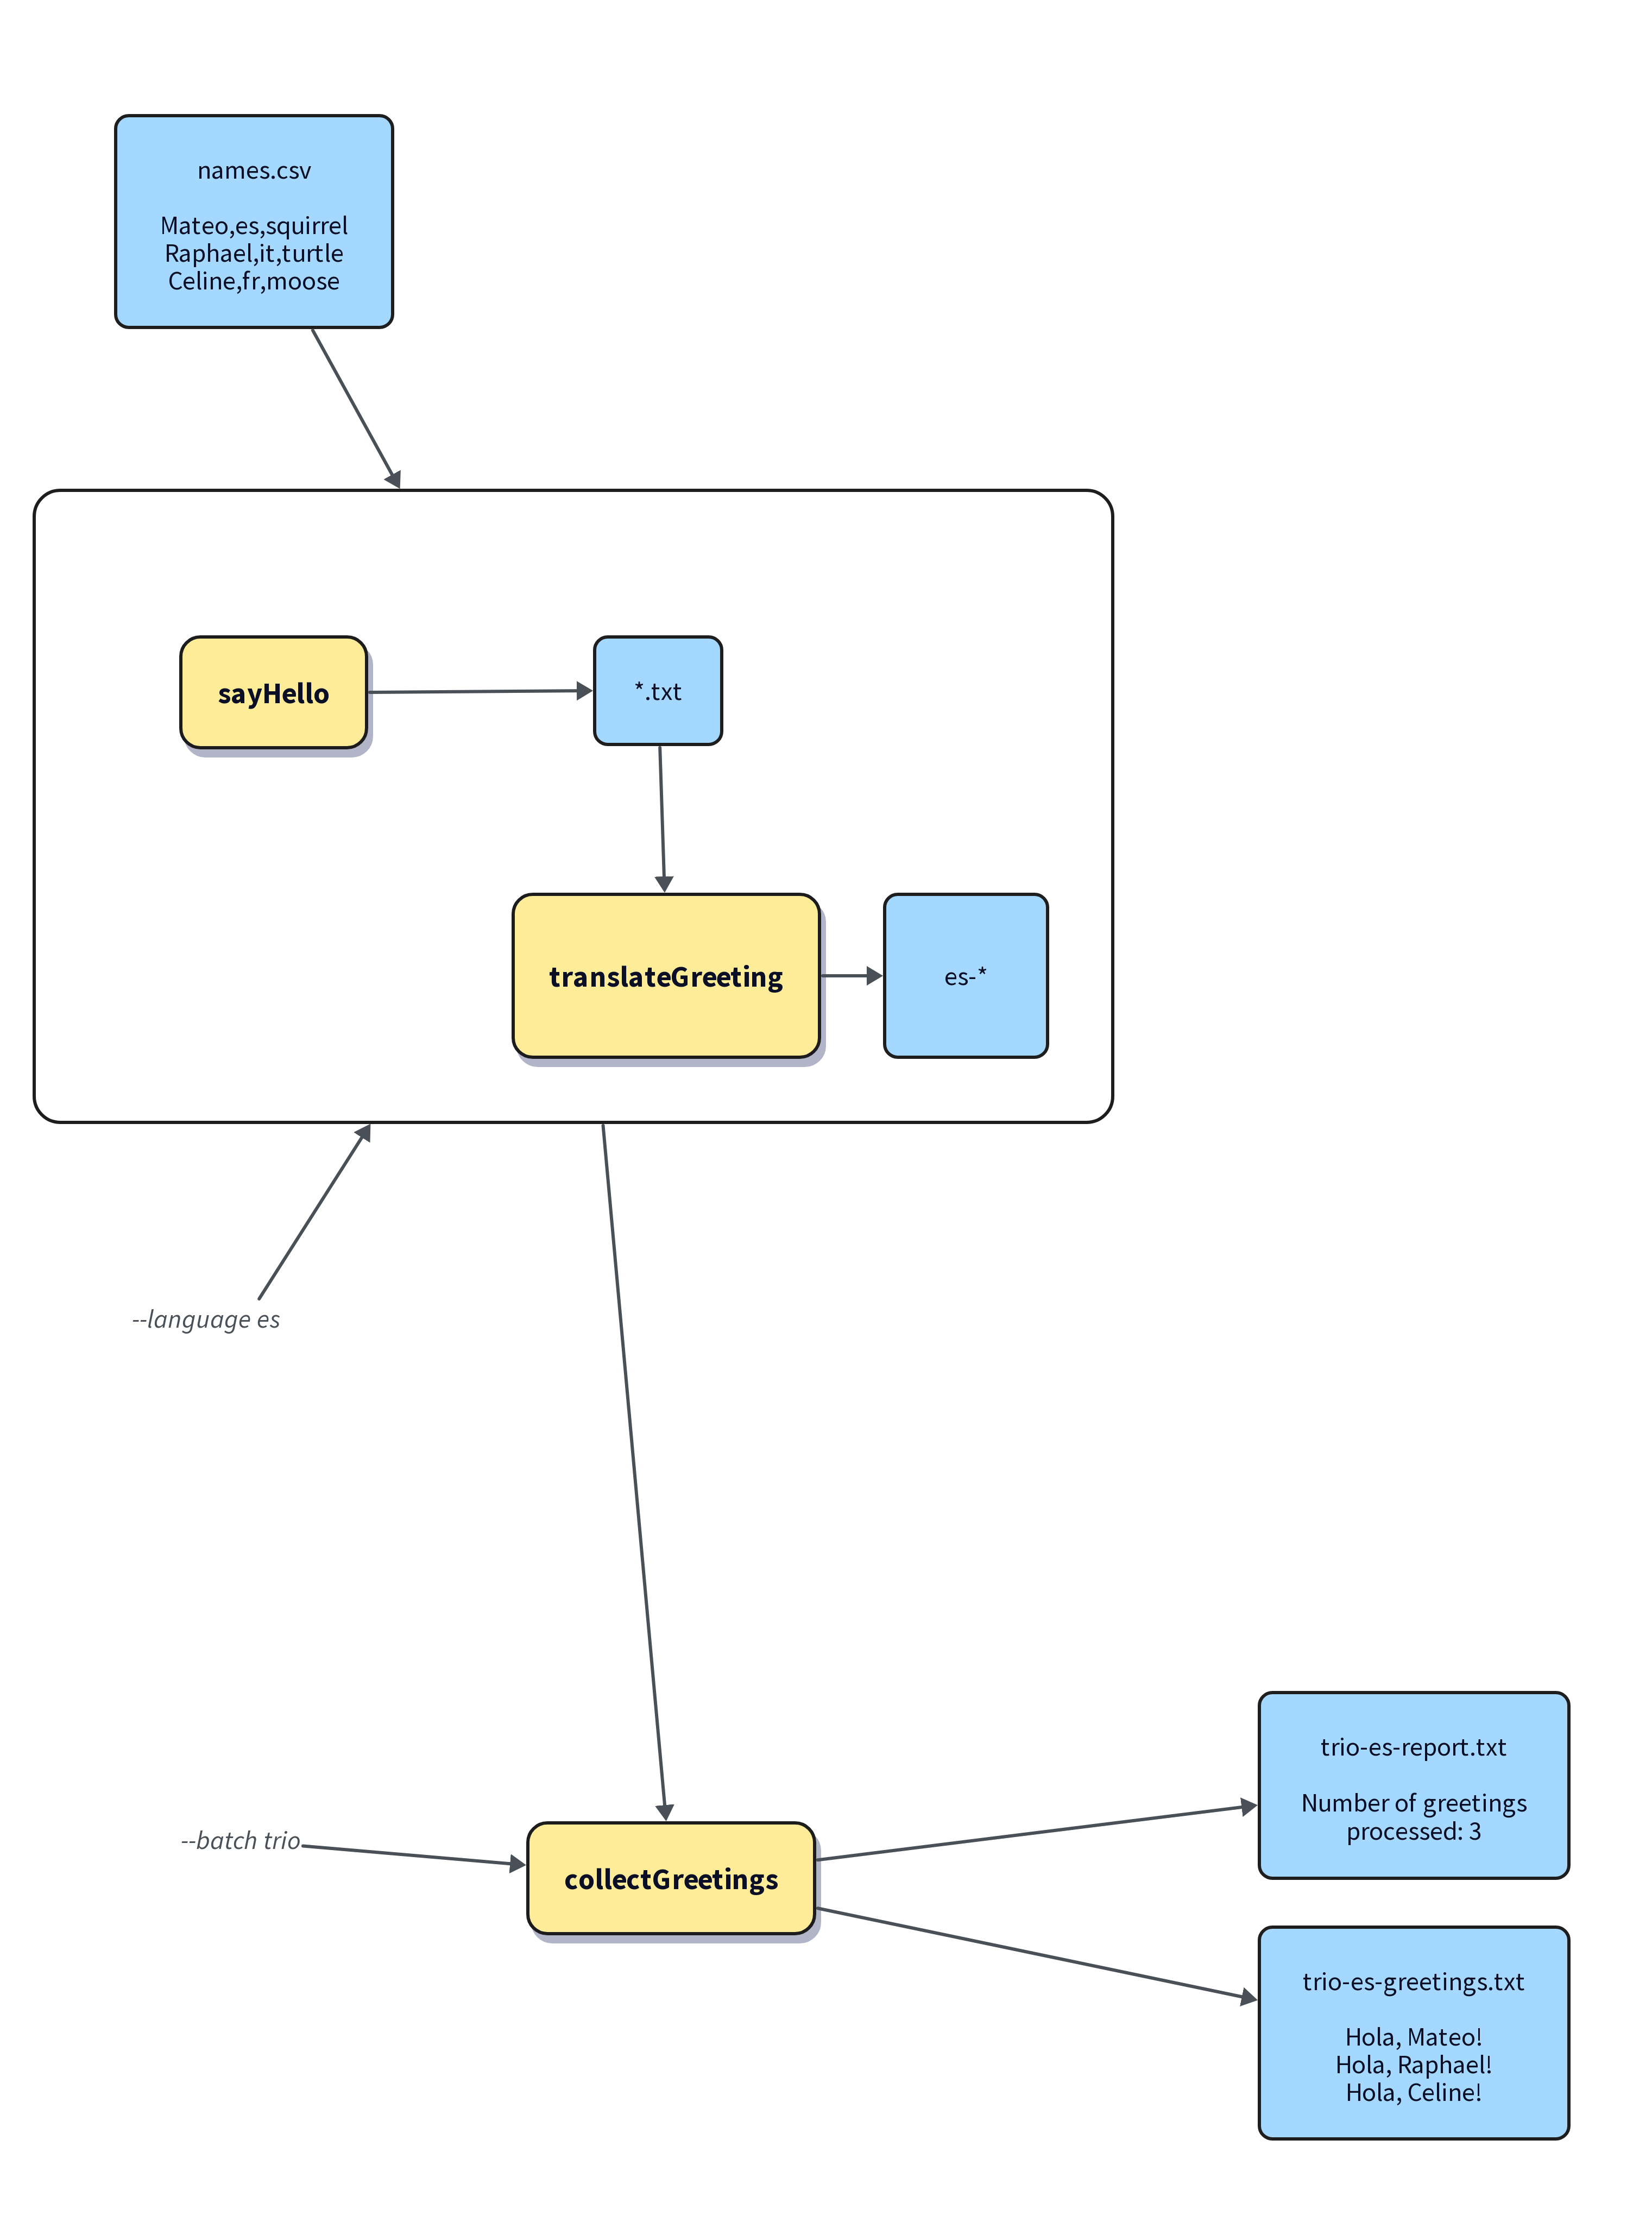 names.csv
Mateo,es,squirrel
Raphael,it,turtle
Celine,fr,moose
sayHello
*.txt
translateGreeting
es-*
--language es
--batch trio
collectGreetings
trio-es-report.txt
Number of greetings
processed: 3
trio-es-greetings.txt
Hola, Mateo!
Hola, Raphael!
Hola, Celine!